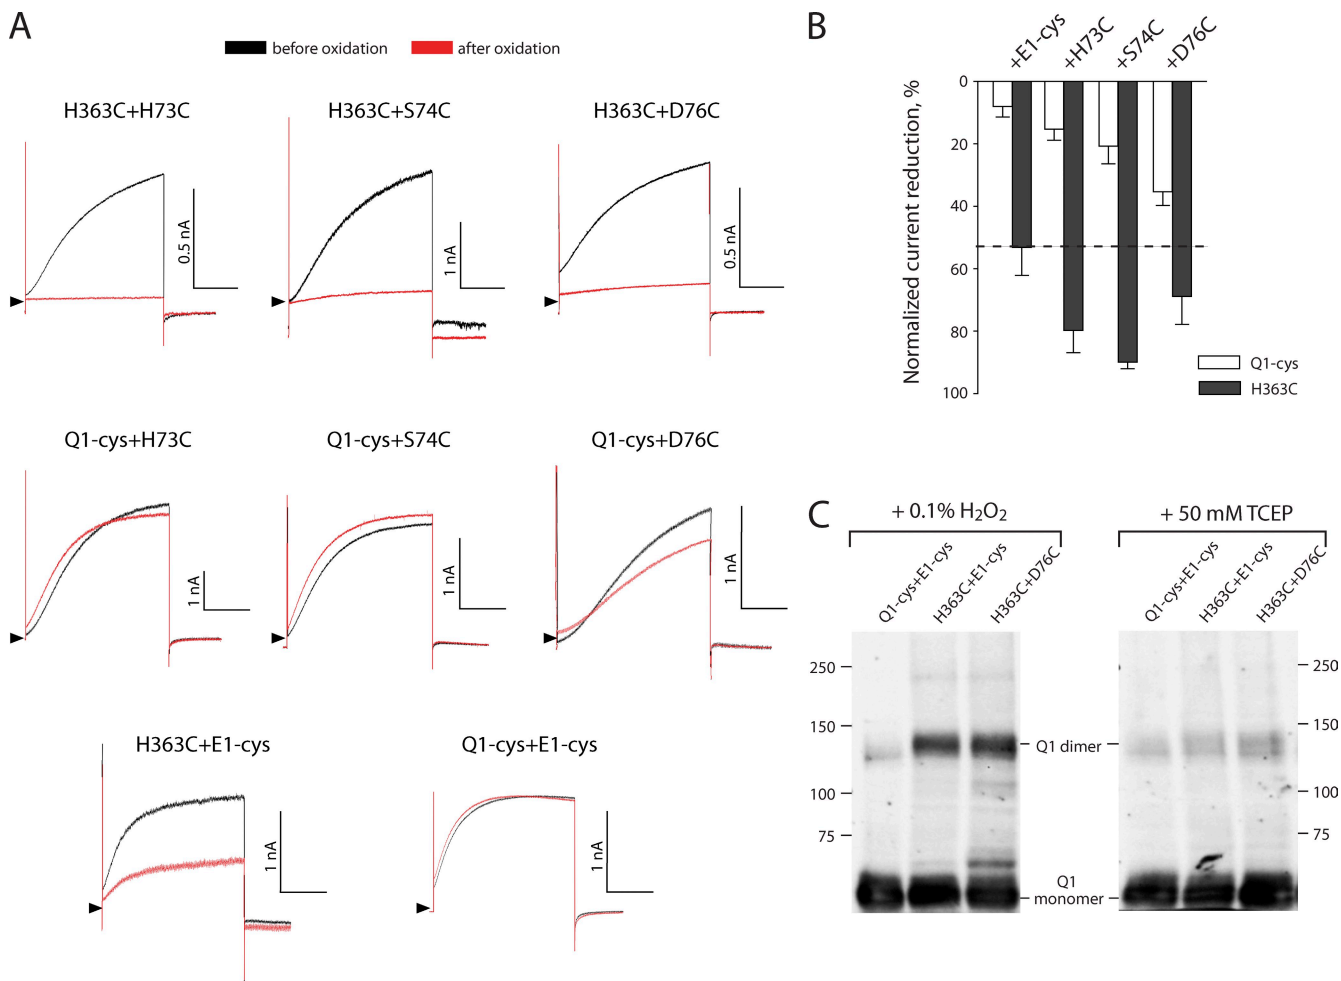 A
before oxidation
after oxidation
H363C+H73C
H363C+S74C
H363C+D76C
0.5 nA
1 nA
0.5 nA
Q1-cys+H73C
Q1-cys+S74C
Q1-cys+D76C
1 nA
1 nA
1 nA
H363C+E1-cys
Q1-cys+E1-cys
1 nA
1 nA
B
+E1-cys
+H73C
+S74C
+D76C
Normalized current reduction, %
0
20
40
60
80
100
Q1-cys
H363C
C
+ 0.1% H₂O₂
+ 50 mM TCEP
Q1-cys+E1-cys
H363C+E1-cys
H363C+D76C
Q1-cys+E1-cys
H363C+E1-cys
H363C+D76C
250
150
100
75
Q1 dimer
Q1
monomer
250
150
100
75